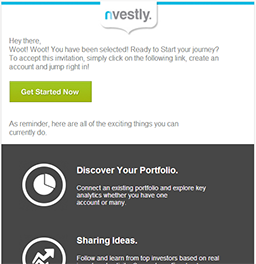 nvestly.
Hey there,
Woot! Woot! You have been selected! Ready to Start your journey?
To accept this invitation, simply click on the following link, create an
account and jump right in!
Get Started Now
As reminder, here are all of the exciting things you can
currently do.
Discover Your Portfolio.
Connect an existing portfolio and explore key
analytics whether you have one
account or many.
Sharing Ideas.
Follow and learn from top investors based on real